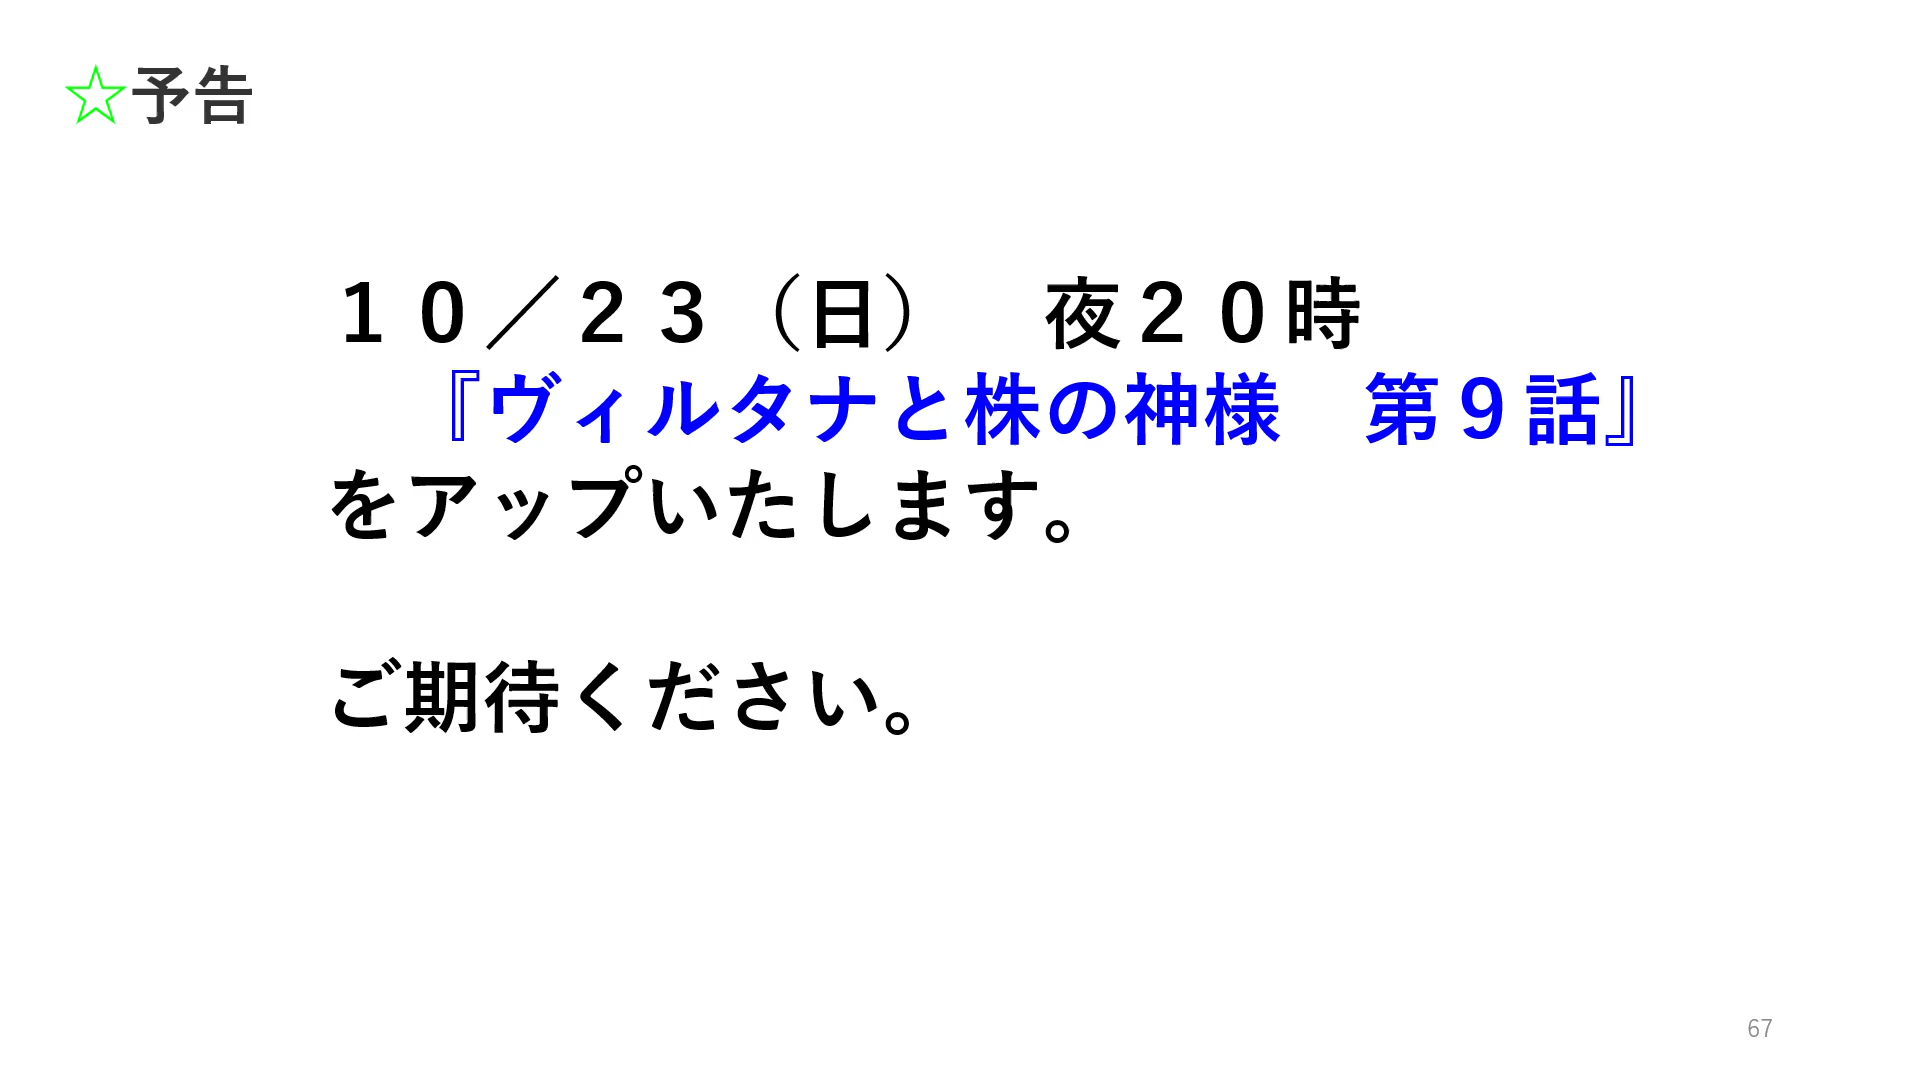 ☆予告
１０／２３（日）　夜２０時
『ヴィルタナと株の神様　第９話』
をアップいたします。
ご期待ください。
67